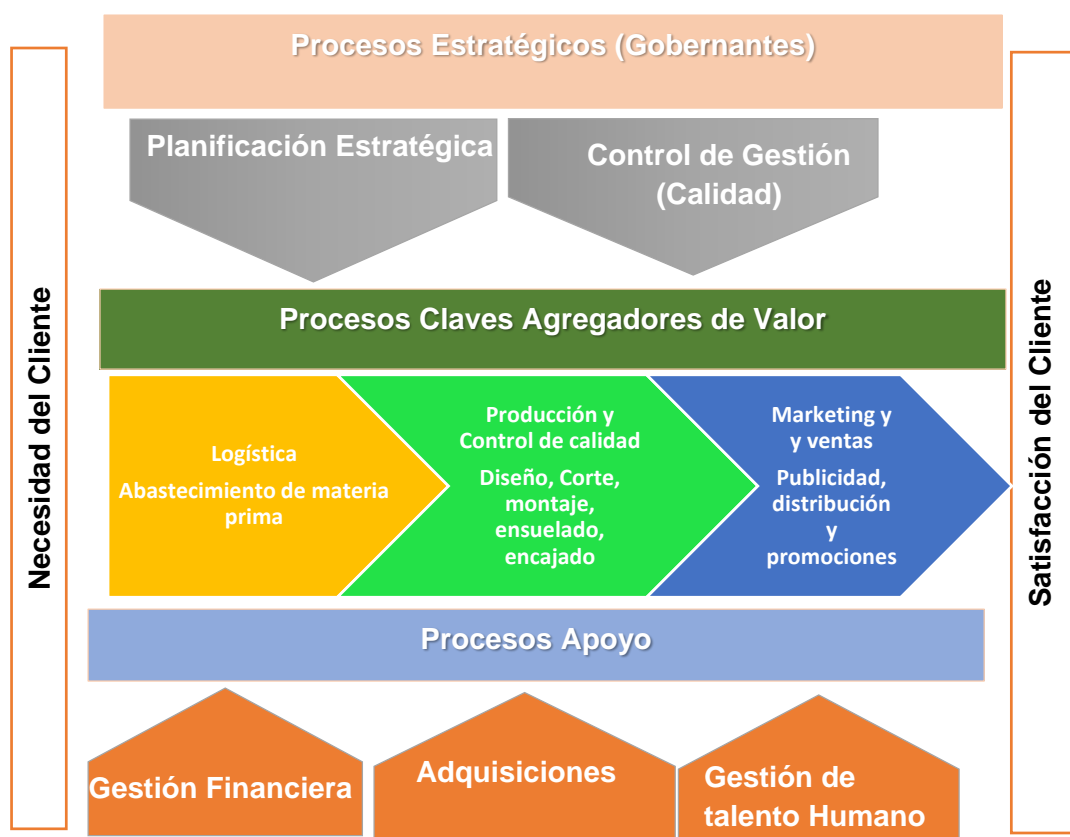 Procesos Estratégicos (Gobernantes)
Planificación Estratégica
Control de Gestión
(Calidad)
Necesidad del Cliente
Procesos Claves Agregadores de Valor
Logística
Abastecimiento de materia
prima
Producción y
Control de calidad
Diseño, Corte,
montaje,
ensuelado,
encajado
Marketing y
y ventas
Publicidad,
distribución
y
promociones
Satisfacción del Cliente
Procesos Apoyo
Gestión Financiera
Adquisiciones
Gestión de
talento Humano